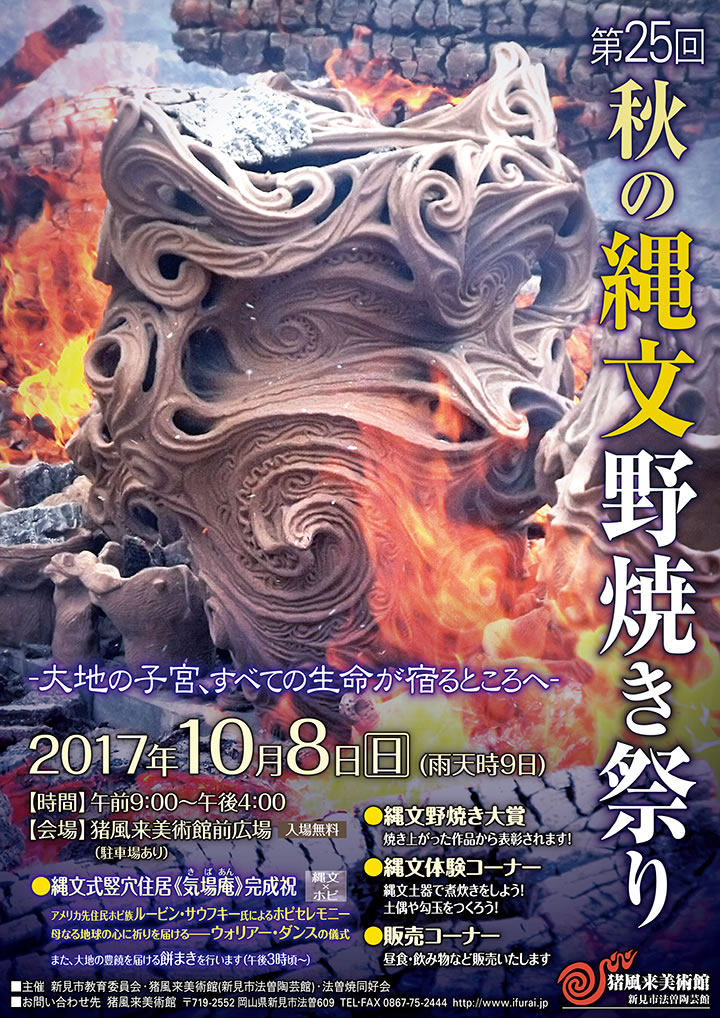 第25回
秋の縄文野焼き祭り
-大地の子宮、すべての生命が宿るところへ-
2017年10月8日日(雨天時9日)
【時間】午前9:00〜午後4:00
【会場】猪風来美術館前広場 入場無料
(駐車場あり)
●縄文式竪穴住居《気場庵》完成祝 縄文×ホピ
きばあん
アメリカ先住民ホピ族ルービン・サウフキー氏によるホピセレモニー
母なる地球の心に祈りを届ける──ウォリアー・ダンスの儀式
また、大地の豊饒を届ける餅まきを行います(午後3時頃〜)
●縄文野焼き大賞
焼き上がった作品から表彰されます!
●縄文体験コーナー
縄文土器で煮炊きをしよう!
土偶や勾玉をつくろう!
●販売コーナー
昼食・飲み物など販売いたします
猪風来美術館
新見市法曽陶芸館
■主催 新見市教育委員会・猪風来美術館(新見市法曽陶芸館)・法曽焼同好会
■お問い合わせ先 猪風来美術館 〒719-2552 岡山県新見市法曽609 TEL・FAX 0867-75-2444 http://www.ifurai.jp/